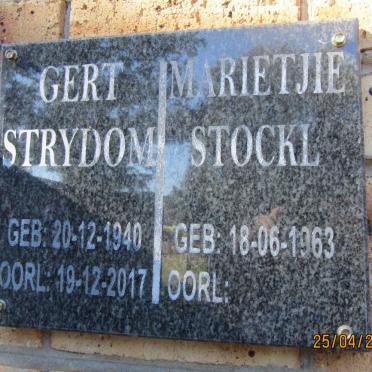 GERT
STRYDOM
GEB: 20-12-1940
OORL: 19-12-2017
MARIETJIE
STOCKL
GEB: 18-06-1963
OORL:
25/04/2